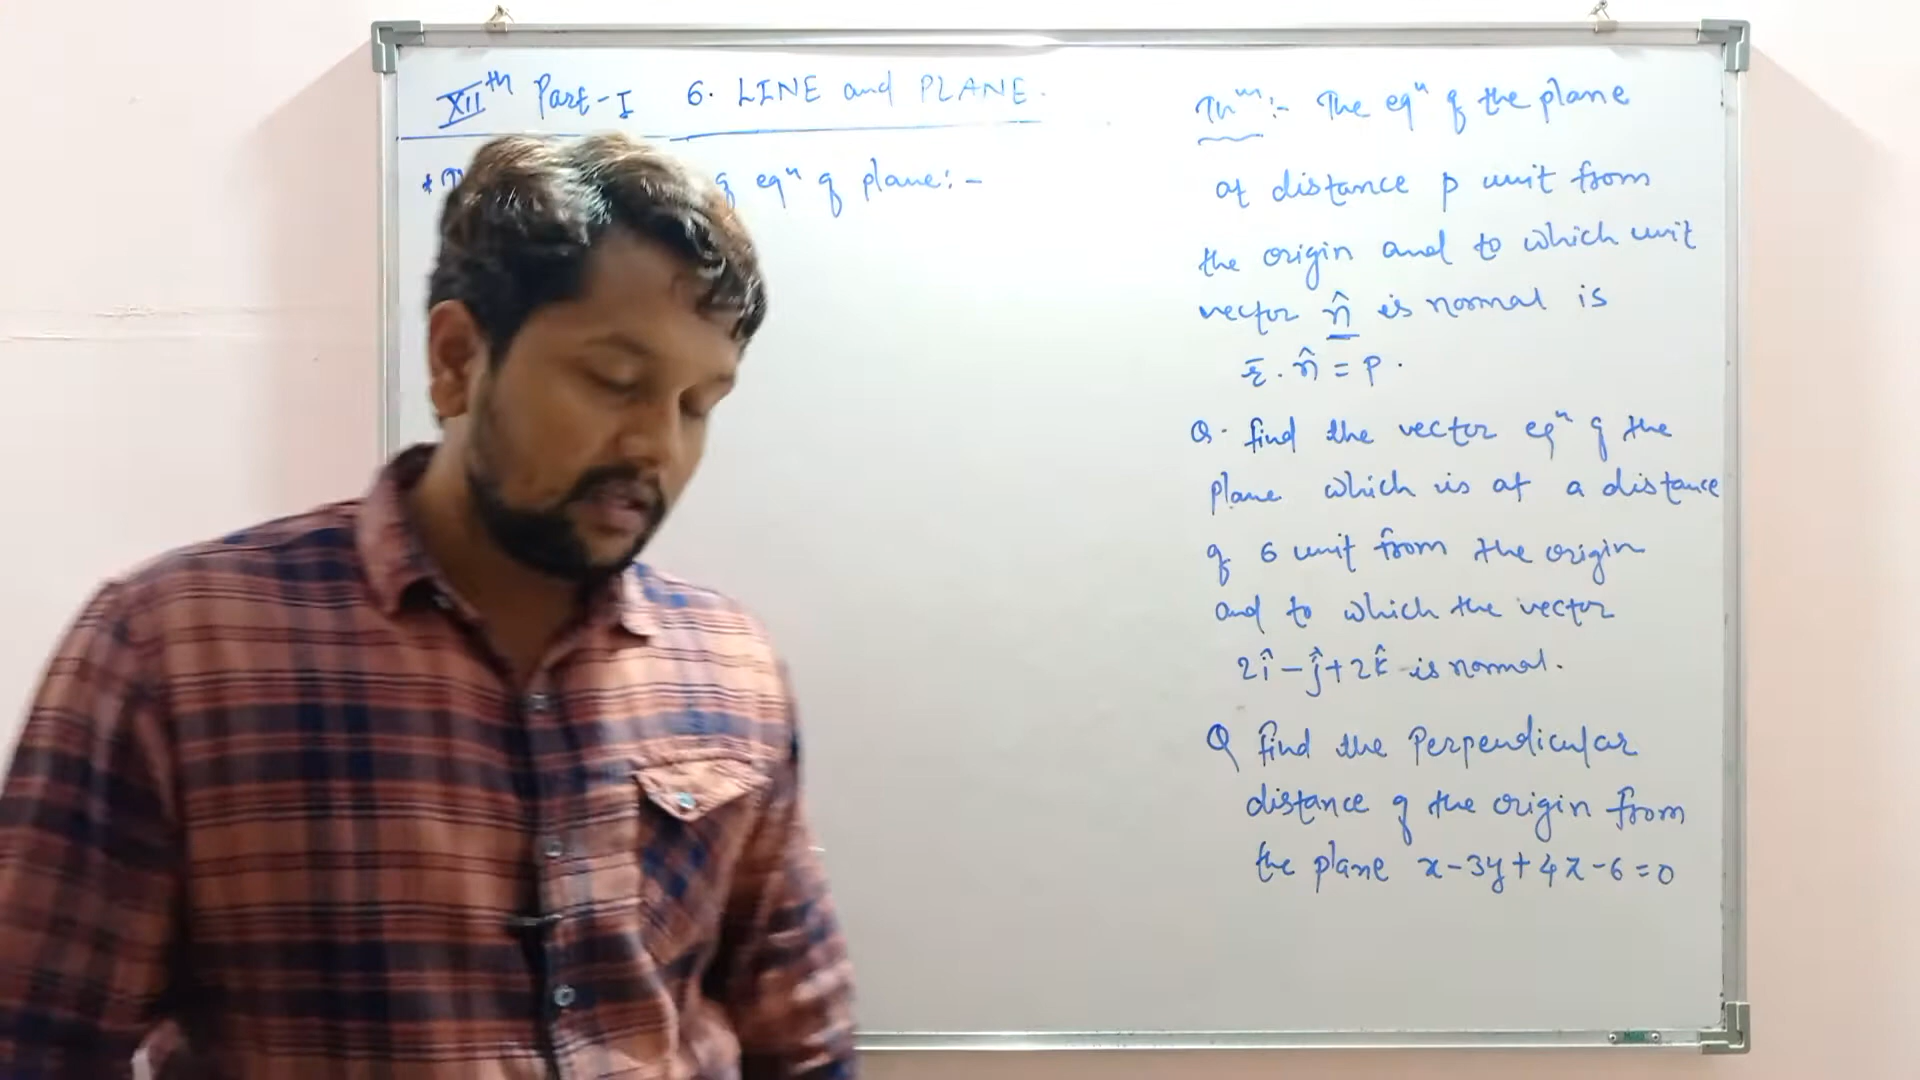 XIIth Part-I 6. LINE and PLANE.
of eqn of plane:-
Thm:- The eqn of the plane
at distance p unit from
the origin and to which unit
vector n̂ is normal is
r̄ . n̂ = p .
Q. find the vector eqn of the
plane which is at a distance
of 6 unit from the origin
and to which the vector
2î - ĵ + 2k̂ is normal.
Q find the Perpendicular
distance of the origin from
the plane x - 3y + 4z - 6 = 0